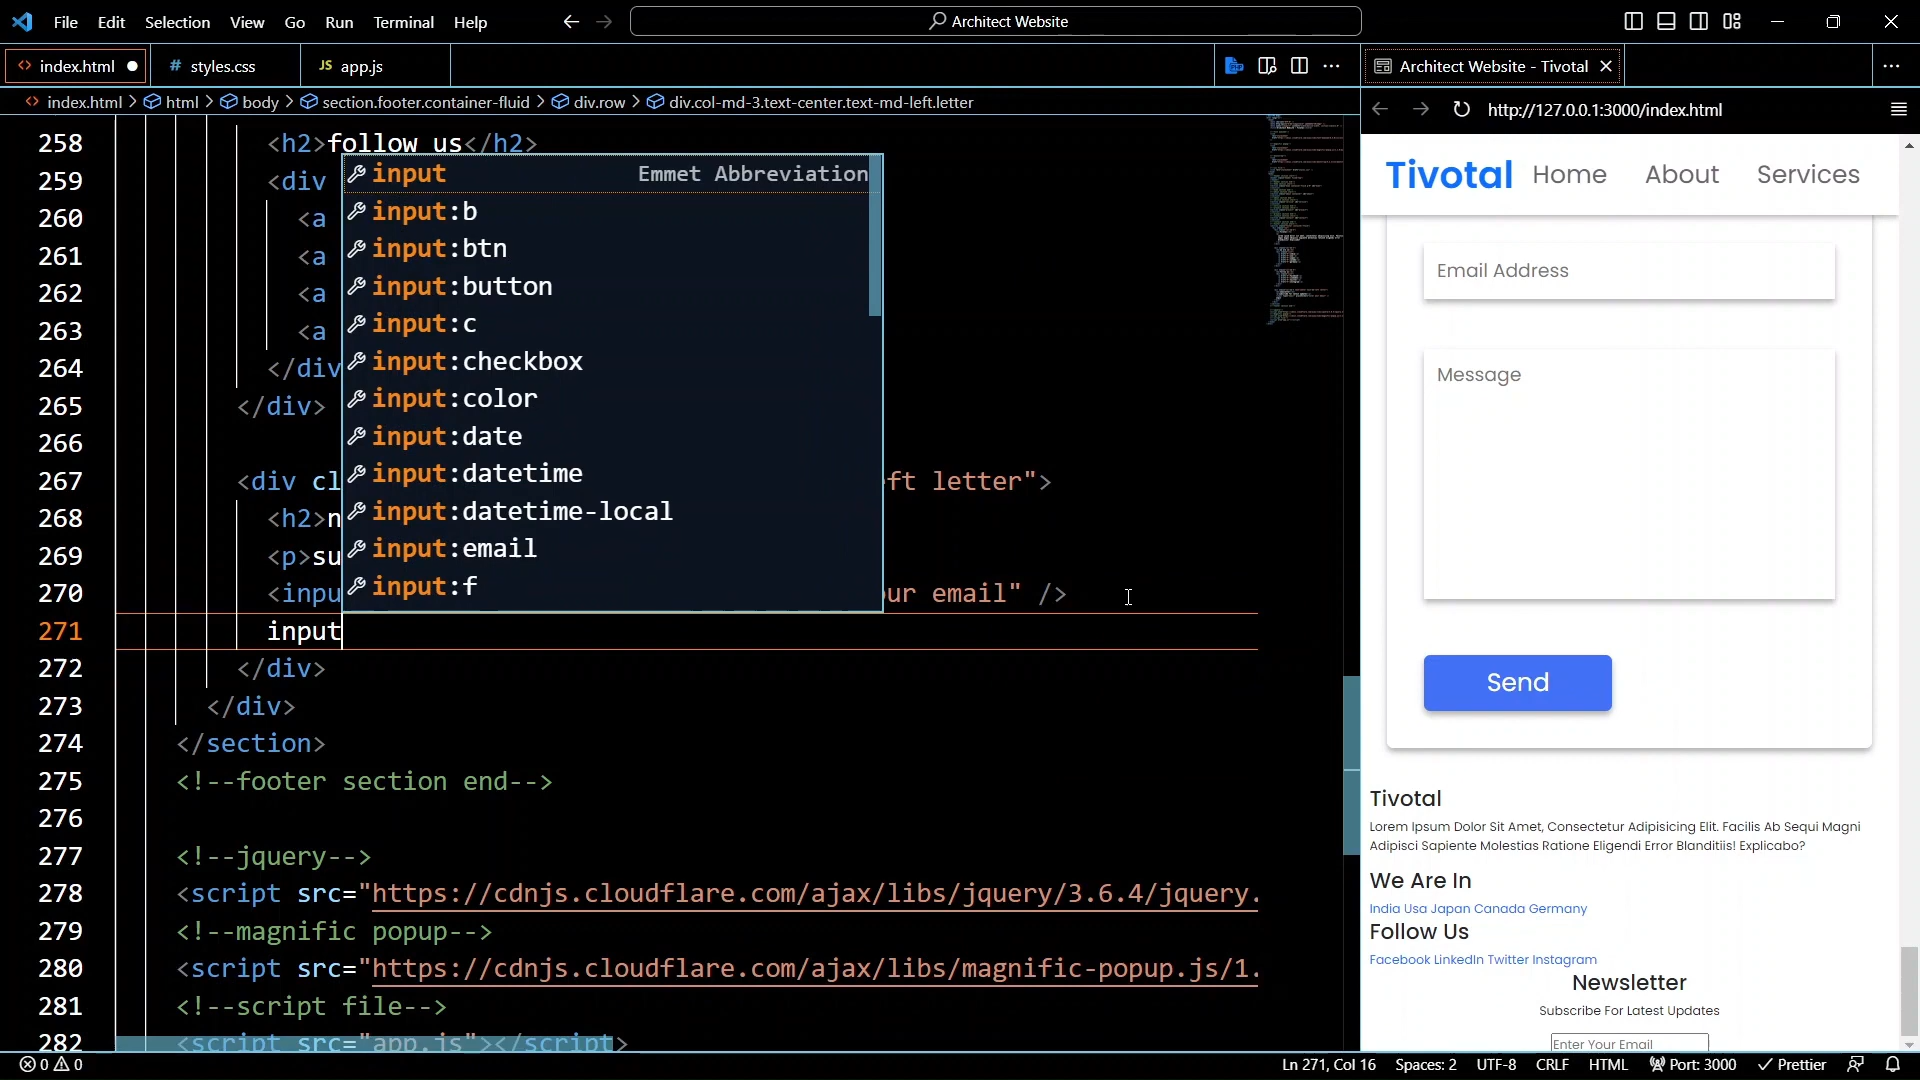 File Edit Selection View Go Run Terminal Help
Architect Website
<> index.html
# styles.css
JS app.js
Architect Website - Tivotal
<> index.html > html > body > section.footer.container-fluid > div.row > div.col-md-3.text-center.text-md-left.letter
http://127.0.0.1:3000/index.html
258 <h2>follow us</h2>
259 <div
260 <a
261 <a
262 <a
263 <a
264 </div
265 </div>
266
267 <div cl ft letter">
268 <h2>n
269 <p>su
270 <inpu ur email" />
271 input
272 </div>
273 </div>
274 </section>
275 <!--footer section end-->
276
277 <!--jquery-->
278 <script src="https://cdnjs.cloudflare.com/ajax/libs/jquery/3.6.4/jquery.
279 <!--magnific popup-->
280 <script src="https://cdnjs.cloudflare.com/ajax/libs/magnific-popup.js/1.
281 <!--script file-->
282 <script src="app.js"></script>
input Emmet Abbreviation
input:b
input:btn
input:button
input:c
input:checkbox
input:color
input:date
input:datetime
input:datetime-local
input:email
input:f
Tivotal Home About Services
Email Address
Message
Send
Tivotal
Lorem Ipsum Dolor Sit Amet, Consectetur Adipisicing Elit. Facilis Ab Sequi Magni
Adipisci Sapiente Molestias Ratione Eligendi Error Blanditiis! Explicabo?
We Are In
India Usa Japan Canada Germany
Follow Us
Facebook LinkedIn Twitter Instagram
Newsletter
Subscribe For Latest Updates
Enter Your Email
0 0
Ln 271, Col 16 Spaces: 2 UTF-8 CRLF HTML Port: 3000 Prettier